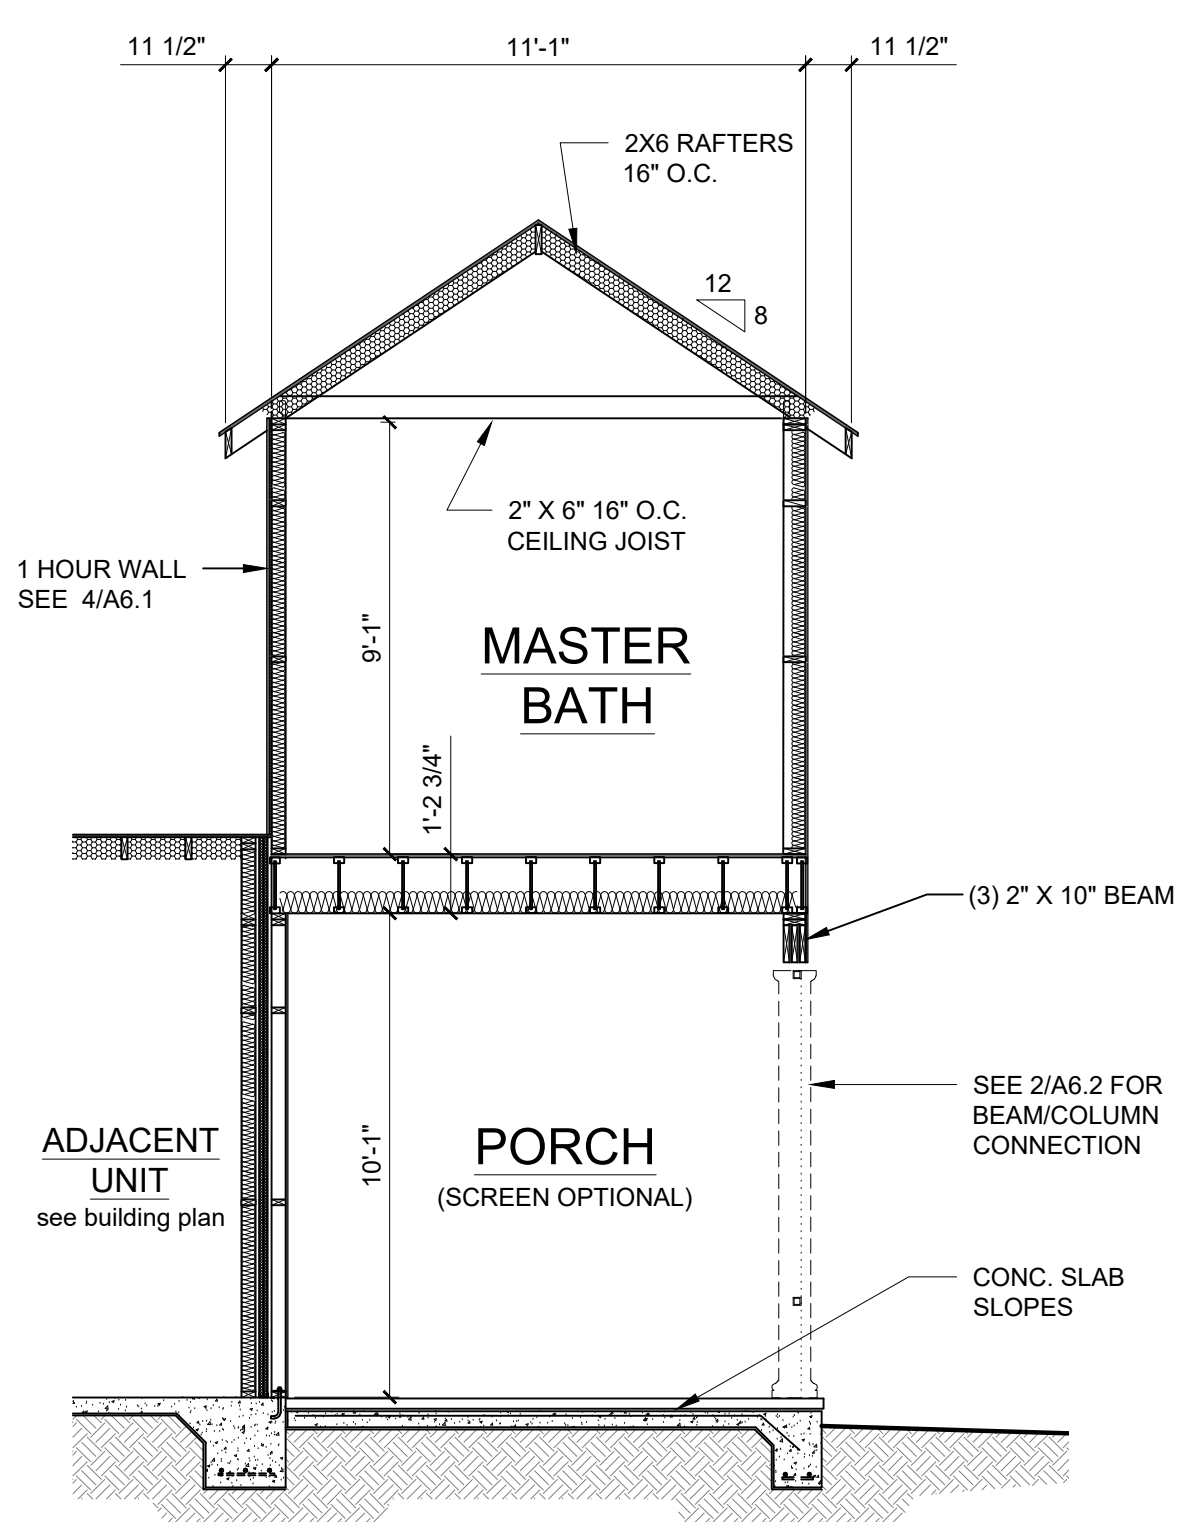 11 1/2"
11'-1"
11 1/2"
2X6 RAFTERS
16" O.C.
12
8
2" X 6" 16" O.C.
CEILING JOIST
1 HOUR WALL
SEE  4/A6.1
9'-1"
MASTER
BATH
1'-2 3/4"
(3) 2" X 10" BEAM
SEE 2/A6.2 FOR
BEAM/COLUMN
CONNECTION
ADJACENT
UNIT
see building plan
10'-1"
PORCH
(SCREEN OPTIONAL)
CONC. SLAB
SLOPES